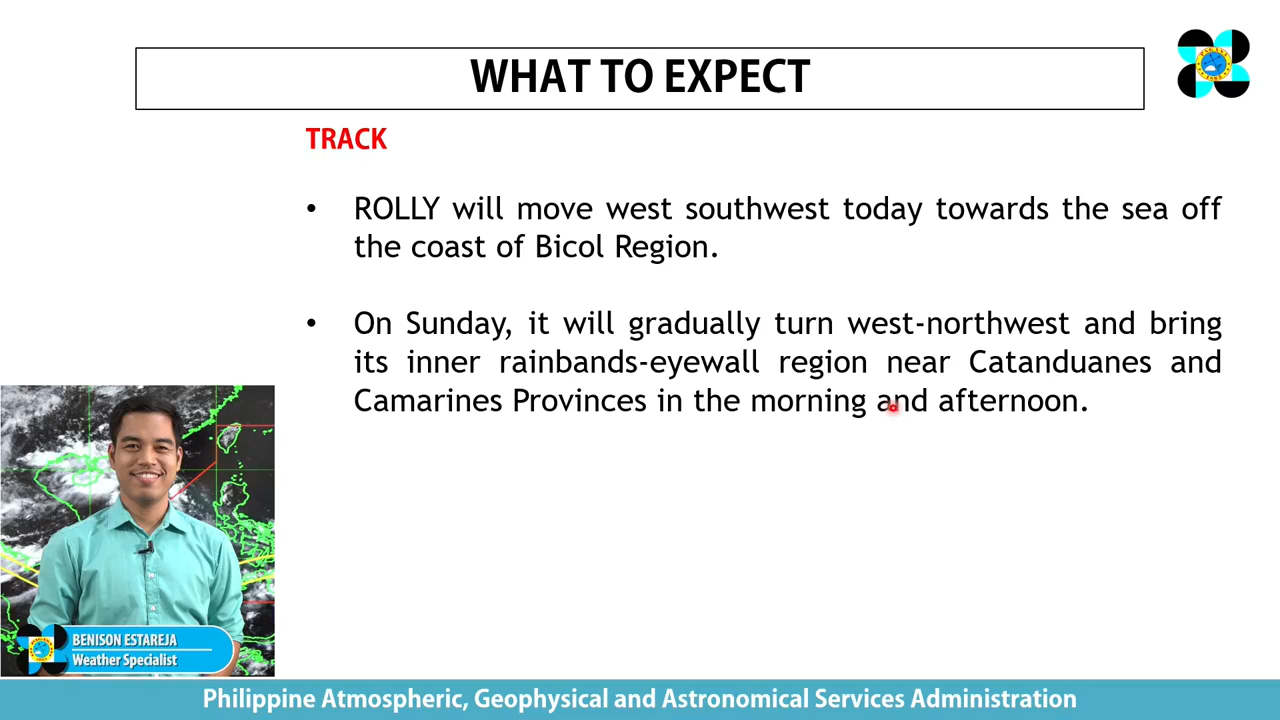 WHAT TO EXPECT
TRACK
• ROLLY will move west southwest today towards the sea off
the coast of Bicol Region.
• On Sunday, it will gradually turn west-northwest and bring
its inner rainbands-eyewall region near Catanduanes and
Camarines Provinces in the morning and afternoon.
BENISON ESTAREJA
Weather Specialist
Philippine Atmospheric, Geophysical and Astronomical Services Administration